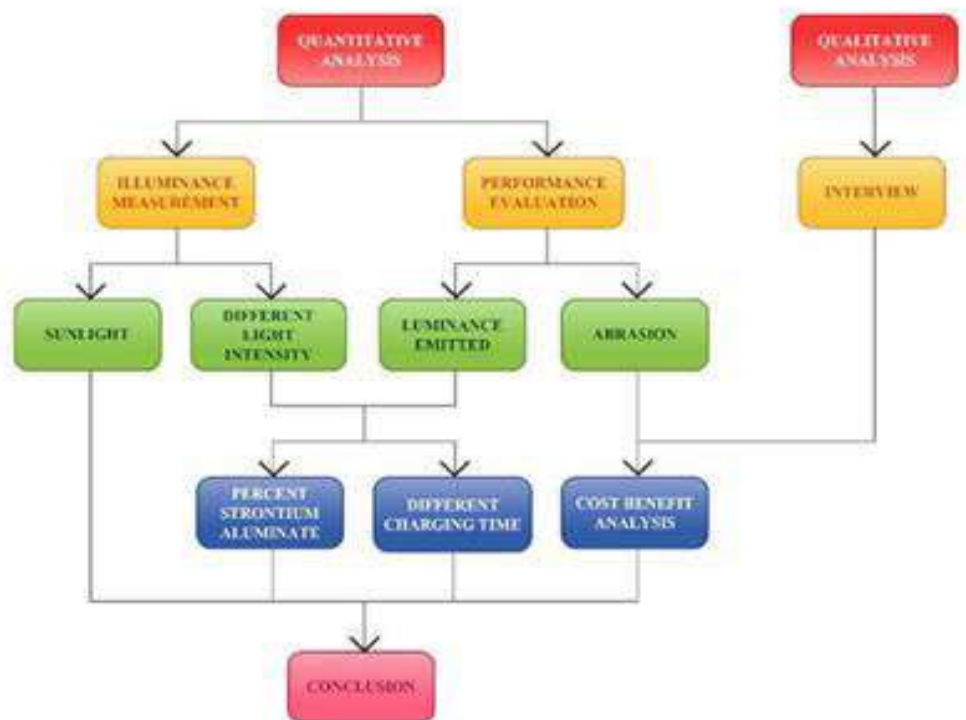 QUANTITATIVE
ANALYSIS
QUALITATIVE
ANALYSIS
ILLUMINANCE
MEASUREMENT
PERFORMANCE
EVALUATION
INTERVIEW
SUNLIGHT
DIFFERENT
LIGHT
INTENSITY
LUMINANCE
EMITTED
ABRASION
PERCENT
STRONTIUM
ALUMINATE
DIFFERENT
CHARGING TIME
COST BENEFIT
ANALYSIS
CONCLUSION